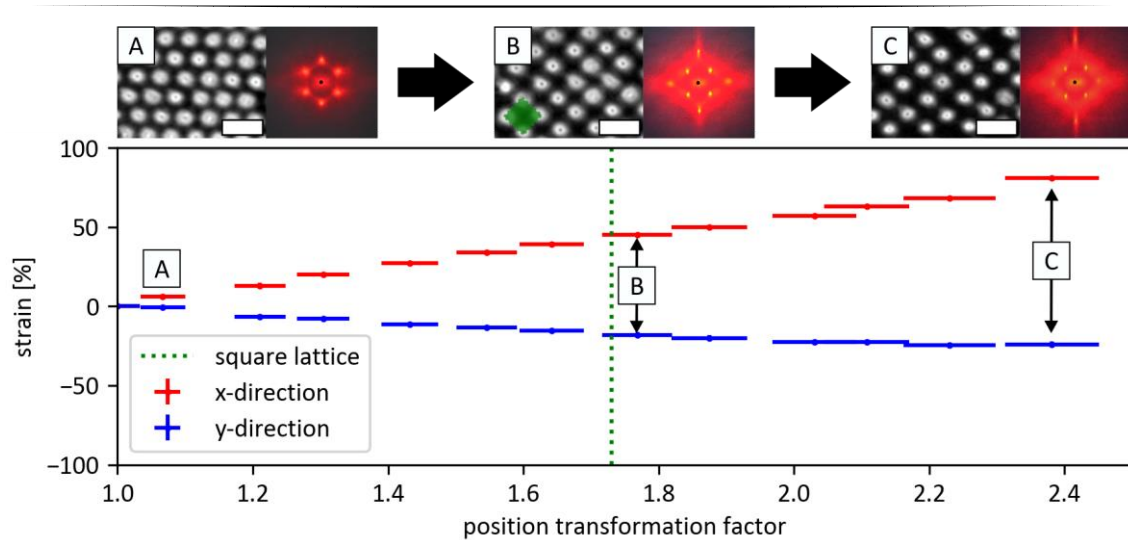 A
B
C
100
50
0
−50
−100
strain [%]
A
B
C
square lattice
x-direction
y-direction
1.0 1.2 1.4 1.6 1.8 2.0 2.2 2.4
position transformation factor